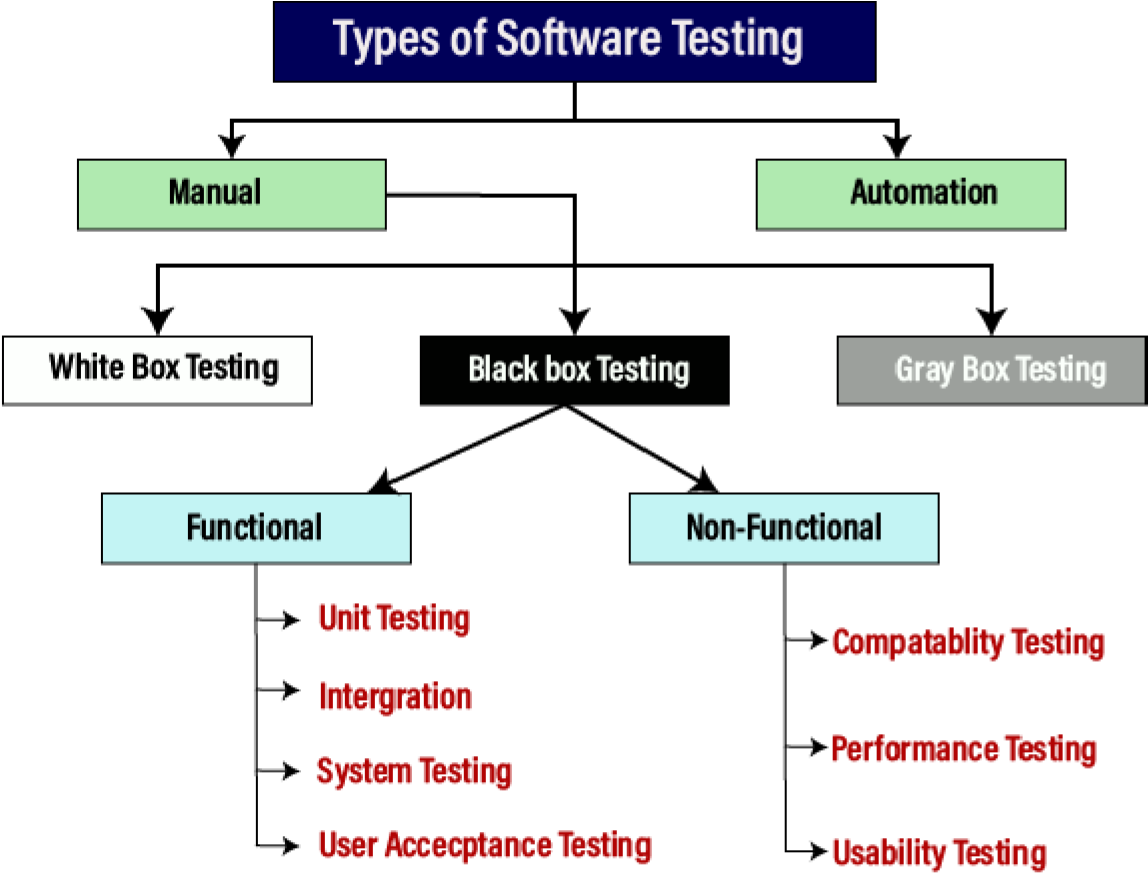 Types of Software Testing
Manual
Automation
White Box Testing
Black box Testing
Gray Box Testing
Functional
Non-Functional
Unit Testing
Intergration
System Testing
User Accecptance Testing
Compatablity Testing
Performance Testing
Usability Testing